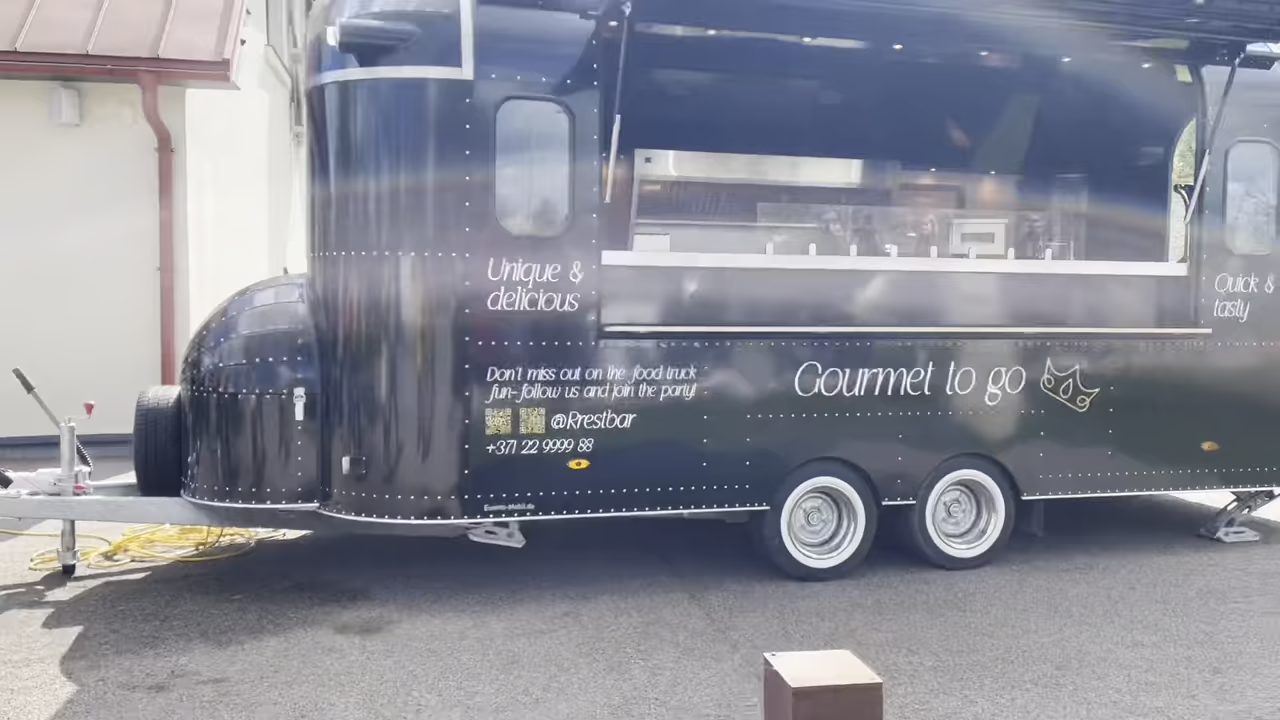 Unique &
delicious
Quick &
tasty
Don't miss out on the food truck
fun-follow us and join the party!
@Rrestbar
+371 22 9999 88
Gourmet to go